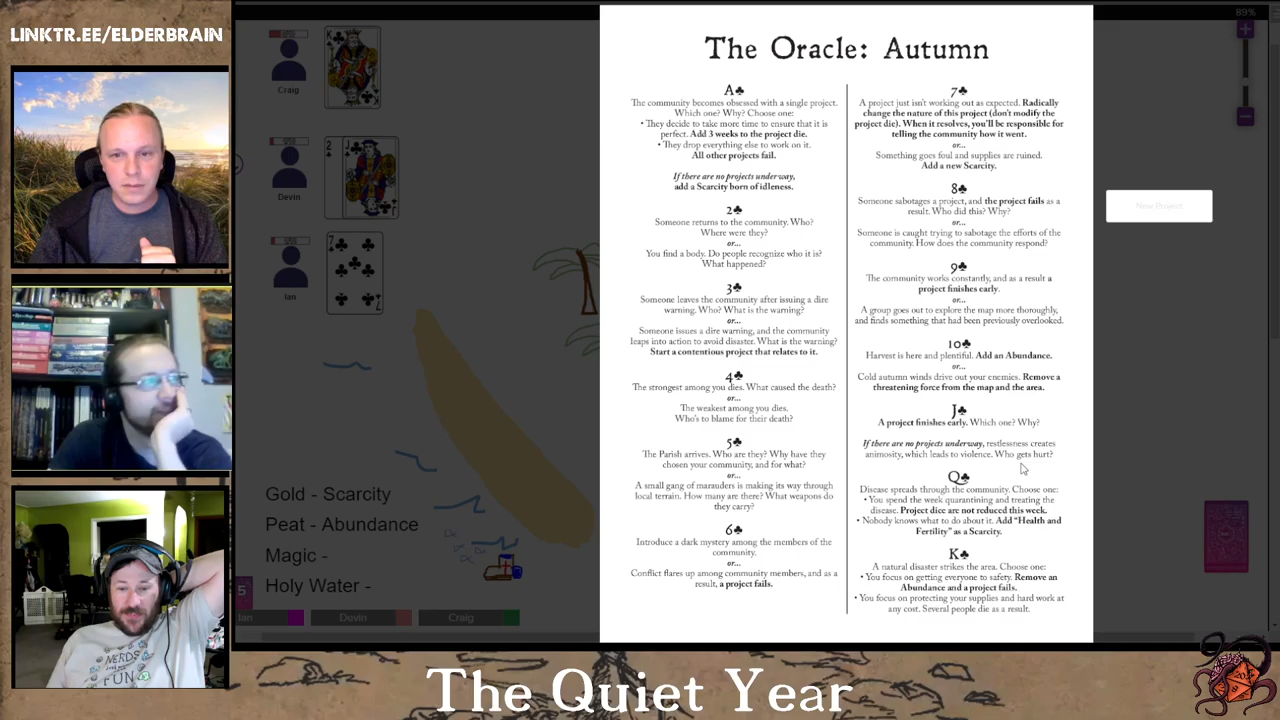 LINKTR.EE/ELDERBRAIN
89%
K
Craig
2
Devin
5
Ian
New Project
Gold - Scarcity
Peat - Abundance
Magic -
Holy Water -
5
Ian
Devin
Craig
The Oracle: Autumn
A♣
The community becomes obsessed with a single project.
Which one? Why? Choose one:
• They decide to take more time to ensure that it is
perfect. Add 3 weeks to the project die.
• They drop everything else to work on it.
All other projects fail.
If there are no projects underway,
add a Scarcity born of idleness.
2♣
Someone returns to the community. Who?
Where were they?
or...
You find a body. Do people recognize who it is?
What happened?
3♣
Someone leaves the community after issuing a dire
warning. Who? What is the warning?
or...
Someone issues a dire warning, and the community
leaps into action to avoid disaster. What is the warning?
Start a contentious project that relates to it.
4♣
The strongest among you dies. What caused the death?
or...
The weakest among you dies.
Who's to blame for their death?
5♣
The Parish arrives. Who are they? Why have they
chosen your community, and for what?
or...
A small gang of marauders is making its way through
local terrain. How many are there? What weapons do
they carry?
6♣
Introduce a dark mystery among the members of the
community.
or...
Conflict flares up among community members, and as a
result, a project fails.
7♣
A project just isn't working out as expected. Radically
change the nature of this project (don't modify the
project die). When it resolves, you'll be responsible for
telling the community how it went.
or...
Something goes foul and supplies are ruined.
Add a new Scarcity.
8♣
Someone sabotages a project, and the project fails as a
result. Who did this? Why?
or...
Someone is caught trying to sabotage the efforts of the
community. How does the community respond?
9♣
The community works constantly, and as a result a
project finishes early.
or...
A group goes out to explore the map more thoroughly,
and finds something that had been previously overlooked.
10♣
Harvest is here and plentiful. Add an Abundance.
or...
Cold autumn winds drive out your enemies. Remove a
threatening force from the map and the area.
J♣
A project finishes early. Which one? Why?
If there are no projects underway, restlessness creates
animosity, which leads to violence. Who gets hurt?
Q♣
Disease spreads through the community. Choose one:
• You spend the week quarantining and treating the
disease. Project dice are not reduced this week.
• Nobody knows what to do about it. Add "Health and
Fertility" as a Scarcity.
K♣
A natural disaster strikes the area. Choose one:
• You focus on getting everyone to safety. Remove an
Abundance and a project fails.
• You focus on protecting your supplies and hard work at
any cost. Several people die as a result.
NERDS
FUN
The Quiet Year